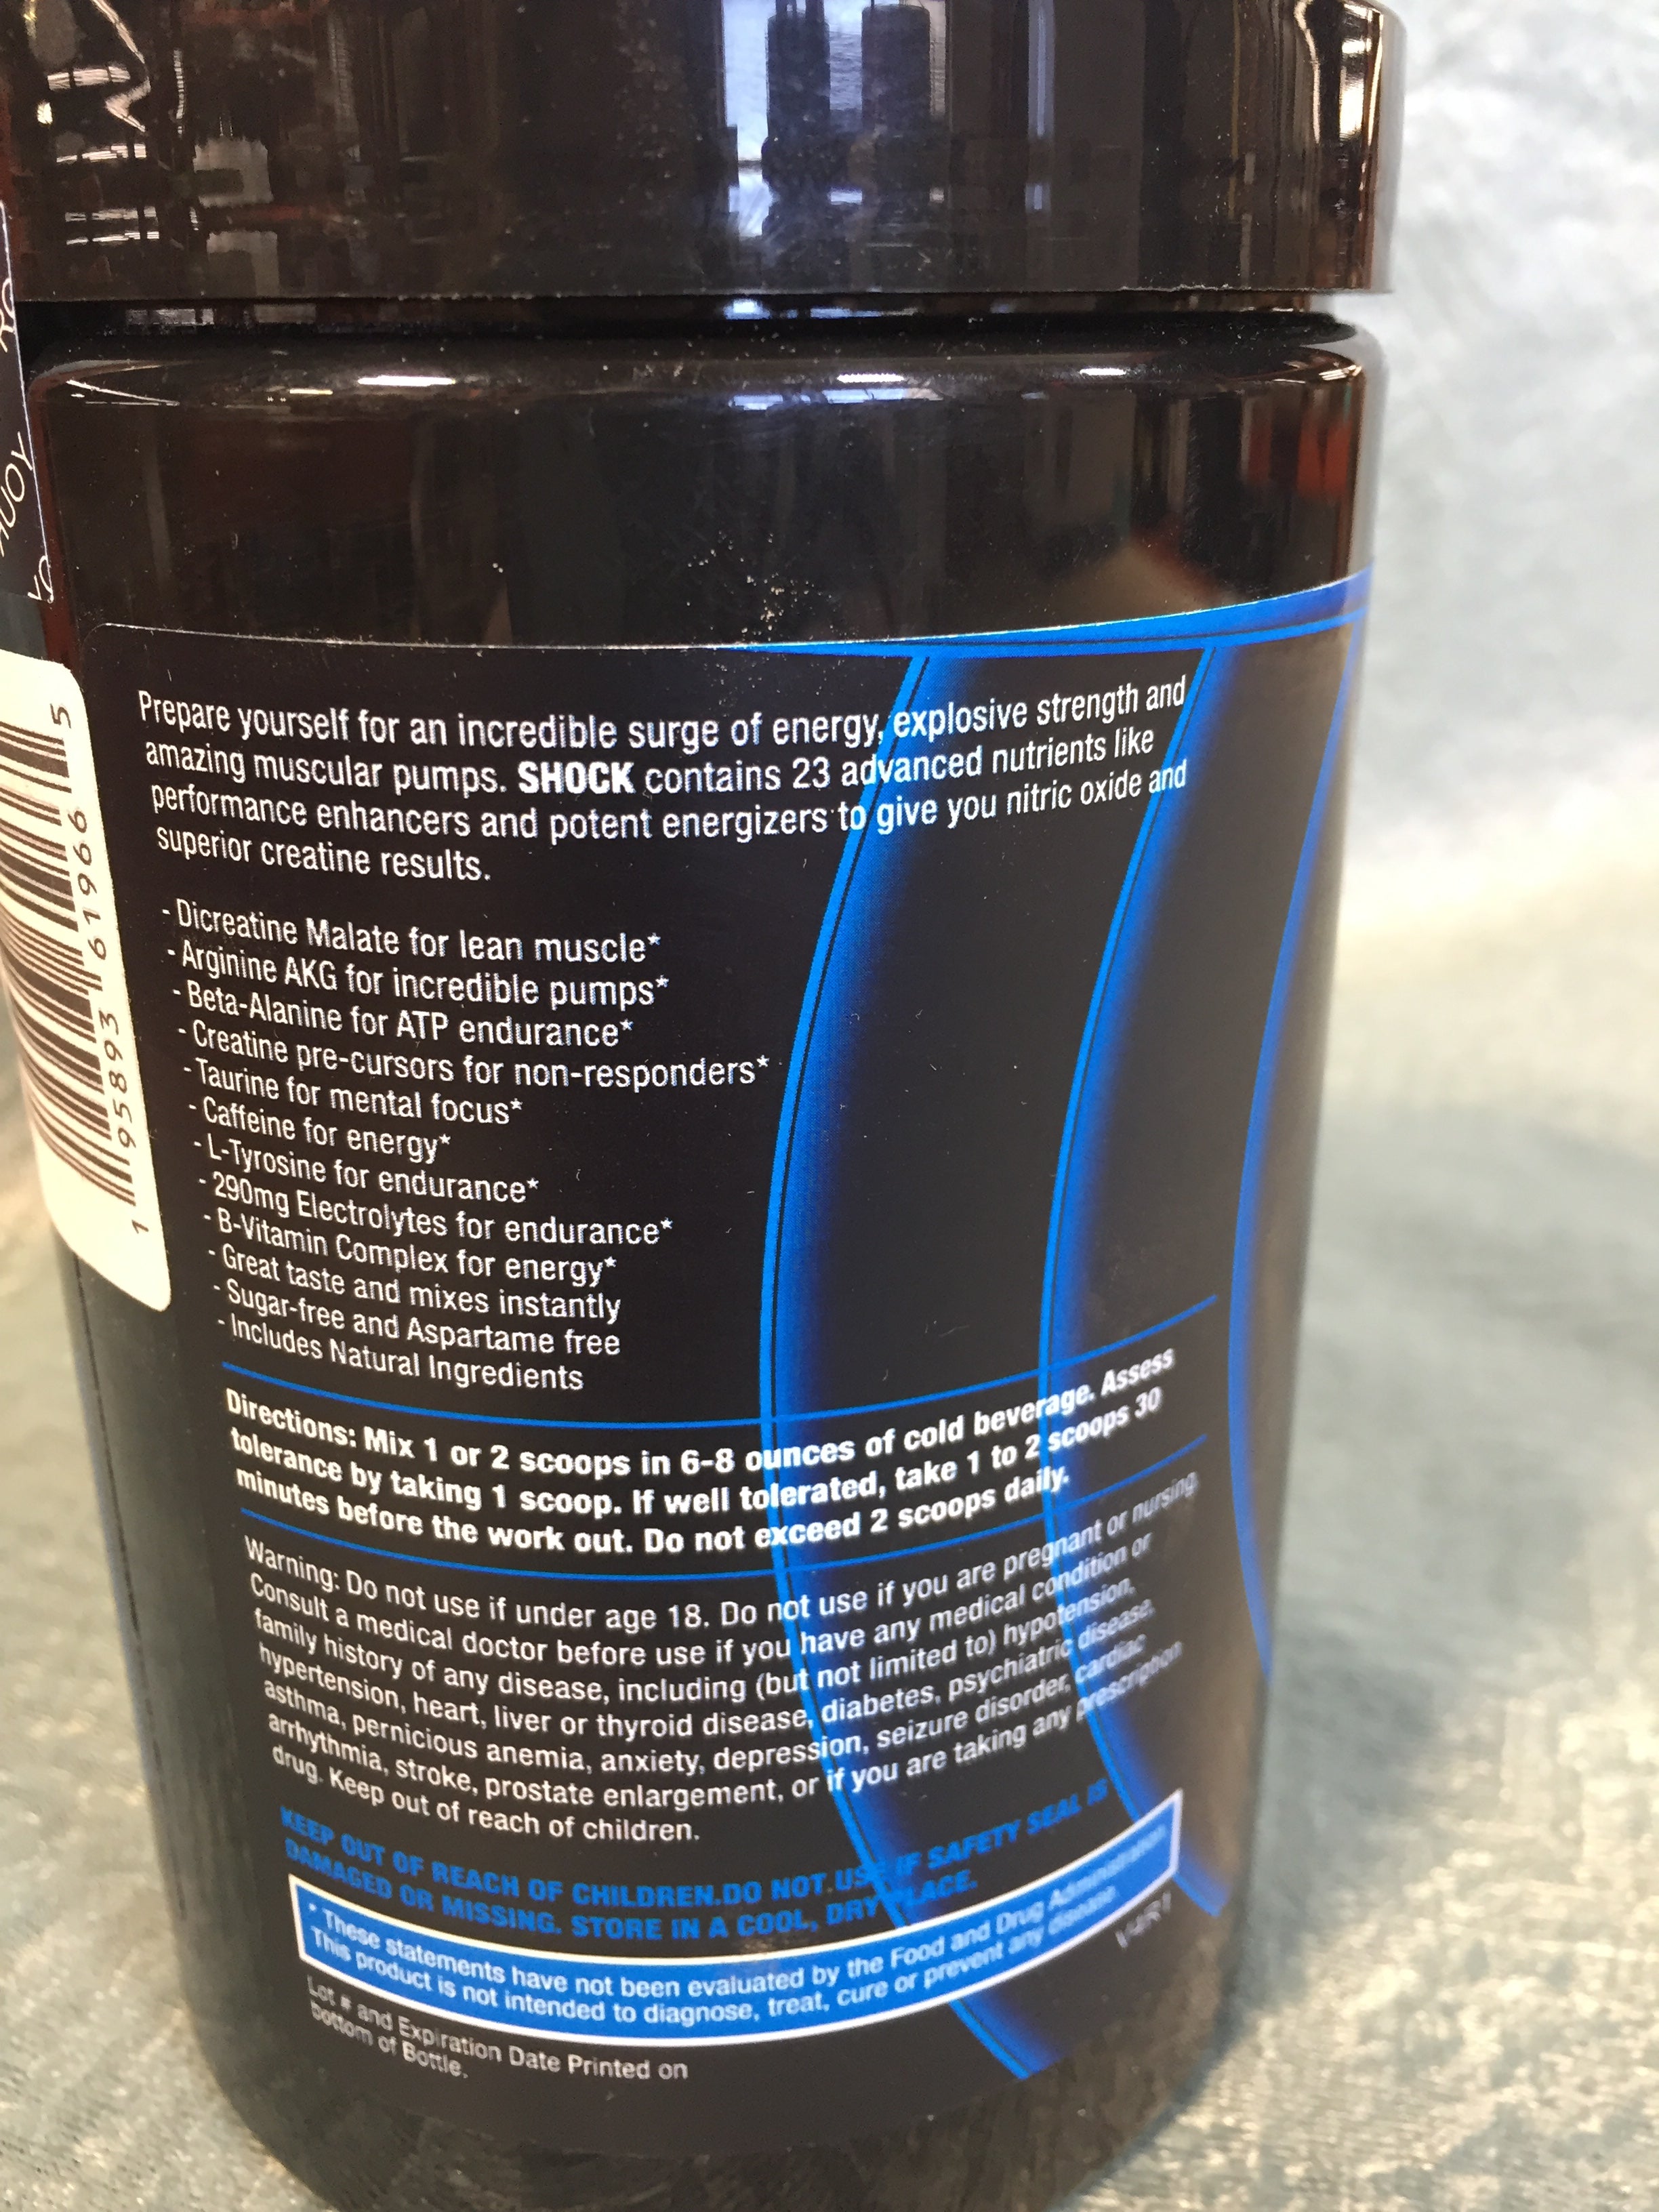 Prepare yourself for an incredible surge of energy, explosive strength and
amazing muscular pumps. SHOCK contains 23 advanced nutrients like
performance enhancers and potent energizers to give you nitric oxide and
superior creatine results.
- Dicreatine Malate for lean muscle*
- Arginine AKG for incredible pumps*
- Beta-Alanine for ATP endurance*
- Creatine pre-cursors for non-responders*
- Taurine for mental focus*
- Caffeine for energy*
- L-Tyrosine for endurance*
- 290mg Electrolytes for endurance*
- B-Vitamin Complex for energy*
- Great taste and mixes instantly
- Sugar-free and Aspartame free
- Includes Natural Ingredients
Directions: Mix 1 or 2 scoops in 6-8 ounces of cold beverage. Assess
tolerance by taking 1 scoop. If well tolerated, take 1 to 2 scoops 30
minutes before the work out. Do not exceed 2 scoops daily.
Warning: Do not use if under age 18. Do not use if you are pregnant or nursing.
Consult a medical doctor before use if you have any medical condition or
family history of any disease, including (but not limited to) hypotension,
hypertension, heart, liver or thyroid disease, diabetes, psychiatric disease,
asthma, pernicious anemia, anxiety, depression, seizure disorder, cardiac
arrhythmia, stroke, prostate enlargement, or if you are taking any prescription
drug. Keep out of reach of children.
KEEP OUT OF REACH OF CHILDREN.DO NOT.USE IF SAFETY SEAL IS
DAMAGED OR MISSING. STORE IN A COOL, DRY PLACE.
* These statements have not been evaluated by the Food and Drug Administration
This product is not intended to diagnose, treat, cure or prevent any disease.
Lot # and Expiration Date Printed on
bottom of Bottle.
1 95893 61966 5